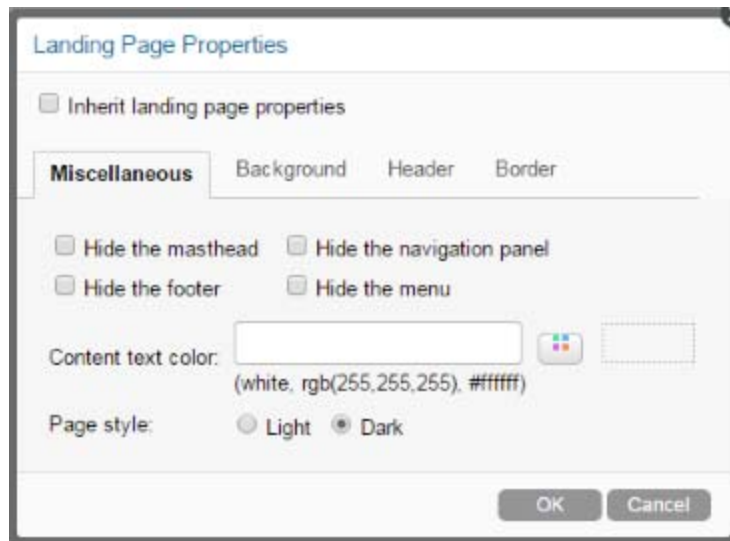 Landing Page Properties
Inherit landing page properties
Miscellaneous Background Header Border
Hide the masthead Hide the navigation panel
Hide the footer Hide the menu
Content text color:
(white, rgb(255,255,255), #ffffff)
Page style: Light Dark
OK Cancel